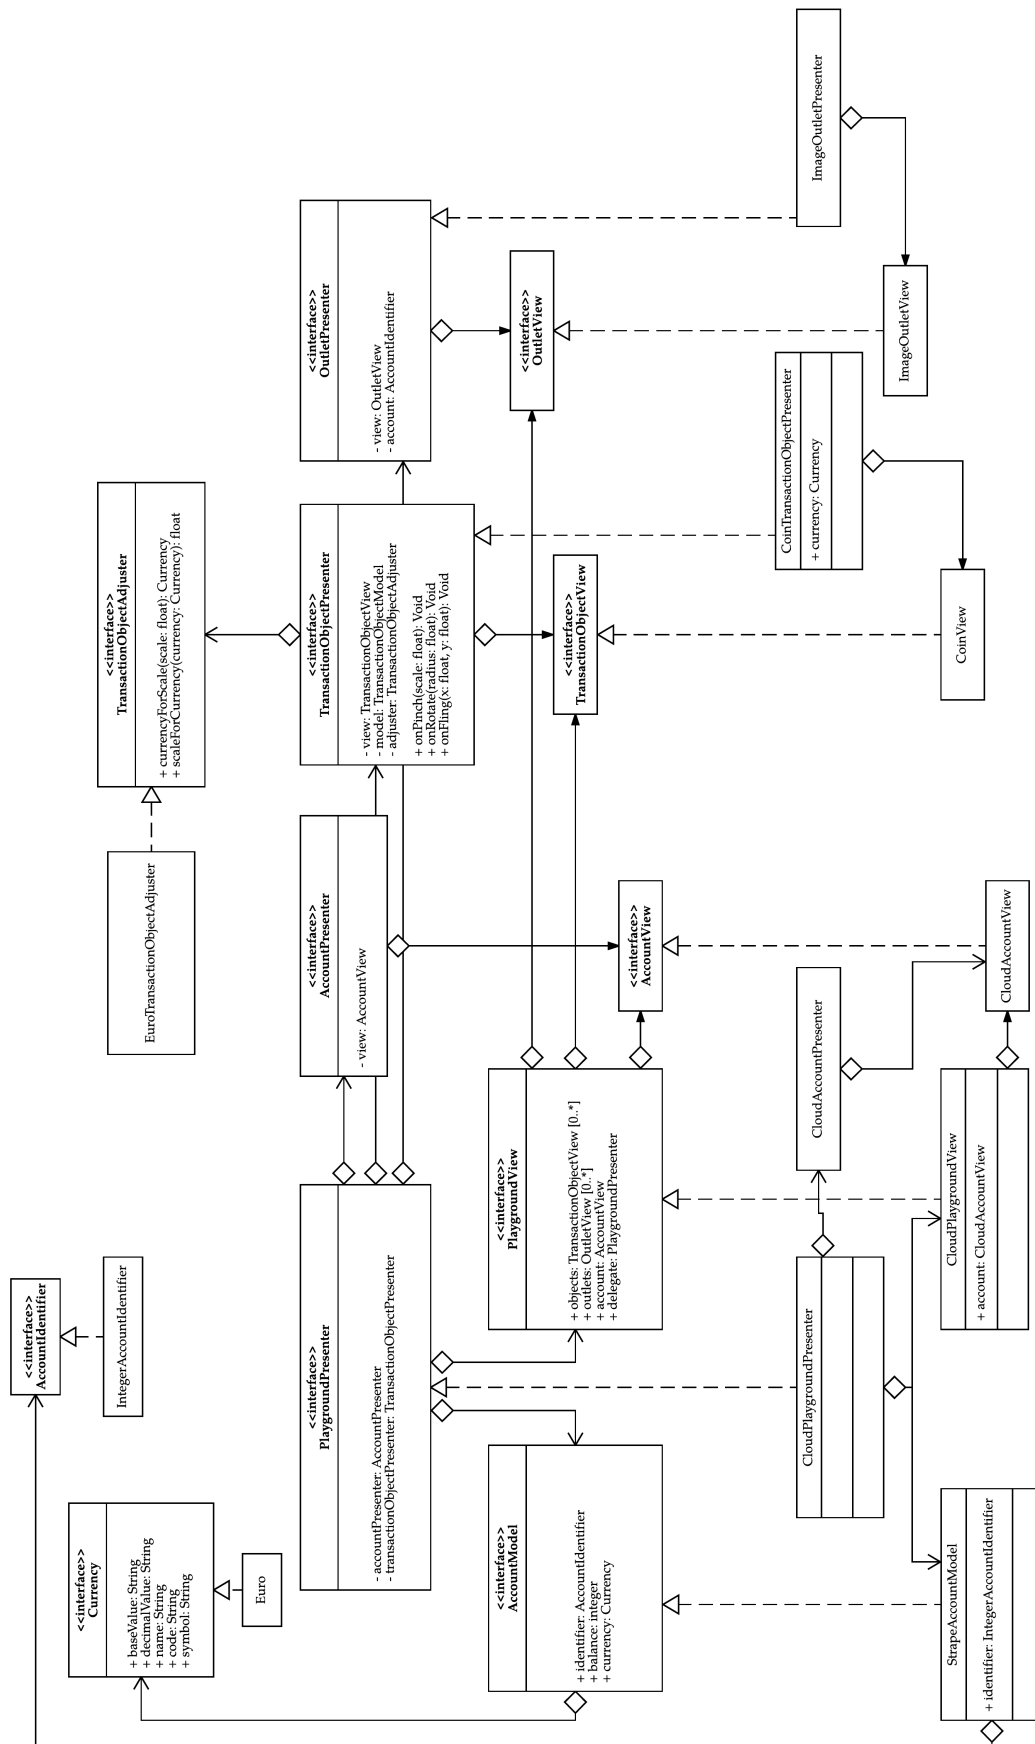 <<interface>>
AccountIdentifier
IntegerAccountIdentifier
<<interface>>
Currency
+ baseValue: String
+ decimalValue: String
+ name: String
+ code: String
+ symbol: String
Euro
<<interface>>
TransactionObjectAdjuster
+ currencyForScale(scale: float): Currency
+ scaleForCurrency(currency: Currency): float
EuroTransactionObjectAdjuster
<<interface>>
PlaygroundPresenter
- accountPresenter: AccountPresenter
- transactionObjectPresenter: TransactionObjectPresenter
<<interface>>
AccountPresenter
- view: AccountView
<<interface>>
TransactionObjectPresenter
- view: TransactionObjectView
- model: TransactionObjectModel
- adjuster: TransactionObjectAdjuster
+ onPinch(scale: float): Void
+ onRotate(radius: float): Void
+ onFling(x: float, y: float): Void
<<interface>>
OutletPresenter
- view: OutletView
- account: AccountIdentifier
<<interface>>
AccountModel
+ identifier: AccountIdentifier
+ balance: integer
+ currency: Currency
<<interface>>
PlaygroundView
+ objects: TransactionObjectView [0..*]
+ outlets: OutletView [0..*]
+ account: AccountView
+ delegate: PlaygroundPresenter
<<interface>>
AccountView
<<interface>>
TransactionObjectView
<<interface>>
OutletView
CloudPlaygroundPresenter
CloudAccountPresenter
CoinTransactionObjectPresenter
+ currency: Currency
ImageOutletPresenter
StrapeAccountModel
+ identifier: IntegerAccountIdentifier
CloudPlaygroundView
+ account: CloudAccountView
CloudAccountView
CoinView
ImageOutletView